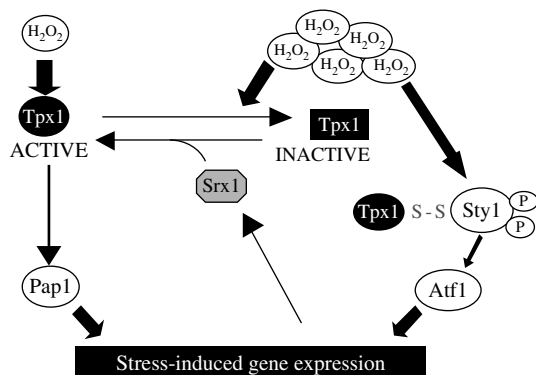 H₂O₂
H₂O₂
H₂O₂
H₂O₂
H₂O₂
H₂O₂
H₂O₂
Tpx1
ACTIVE
Tpx1
INACTIVE
Srx1
Tpx1 S-S Sty1
P
P
Pap1
Atf1
Stress-induced gene expression